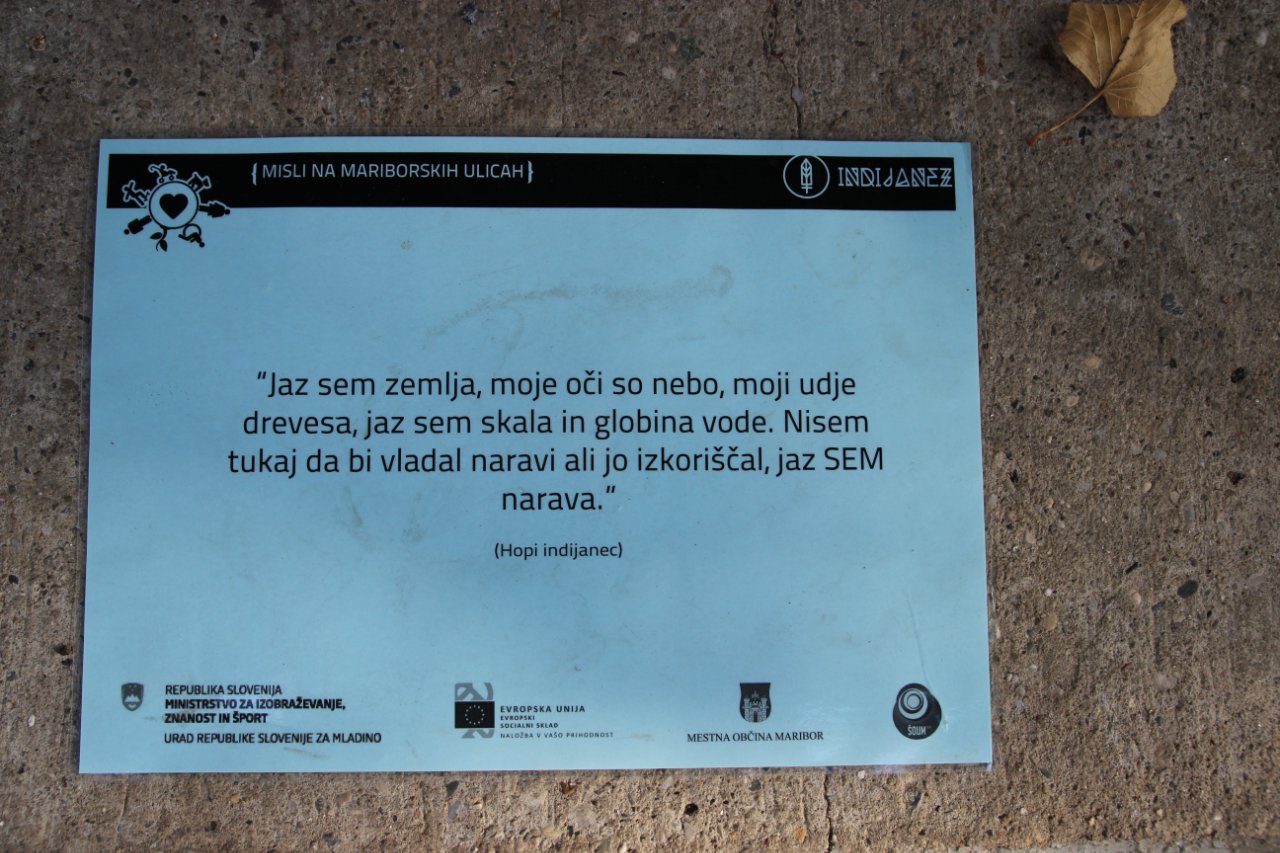 {MISLI NA MARIBORSKIH ULICAH}
INDIJANEZ
“Jaz sem zemlja, moje oči so nebo, moji udje
drevesa, jaz sem skala in globina vode. Nisem
tukaj da bi vladal naravi ali jo izkoriščal, jaz SEM
narava.”
(Hopi indijanec)
REPUBLIKA SLOVENIJA
MINISTRSTVO ZA IZOBRAŽEVANJE,
ZNANOST IN ŠPORT
URAD REPUBLIKE SLOVENIJE ZA MLADINO
EVROPSKA UNIJA
EVROPSKI
SOCIALNI SKLAD
NALOŽBA V VAŠO PRIHODNOST
MESTNA OBČINA MARIBOR
ŠOUM